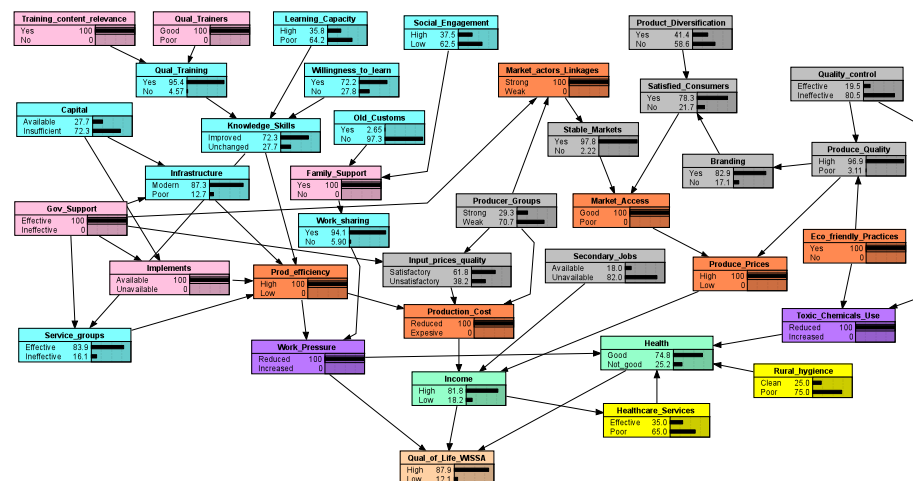 Training_content_relevance
Yes 100
No 0
Qual_Trainers
Good 100
Poor 0
Learning_Capacity
High 35.8
Poor 64.2
Social_Engagement
High 37.5
Low 62.5
Product_Diversification
Yes 41.4
No 58.6
Qual_Training
Yes 95.4
No 4.57
Willingness_to_learn
Yes 72.2
No 27.8
Market_actors_Linkages
Strong 100
Weak 0
Satisfied_Consumers
Yes 78.3
No 21.7
Quality_control
Effective 19.5
Ineffective 80.5
Capital
Available 27.7
Insufficient 72.3
Knowledge_Skills
Improved 72.3
Unchanged 27.7
Old_Customs
Yes 2.65
No 97.3
Stable_Markets
Yes 97.8
No 2.22
Branding
Yes 82.9
No 17.1
Produce_Quality
High 96.9
Poor 3.11
Infrastructure
Modern 87.3
Poor 12.7
Family_Support
Yes 100
No 0
Gov_Support
Effective 100
Ineffective 0
Work_sharing
Yes 94.1
No 5.90
Producer_Groups
Strong 29.3
Weak 70.7
Market_Access
Good 100
Poor 0
Eco_friendly_Practices
Yes 100
No 0
Implements
Available 100
Unavailable 0
Prod_efficiency
High 100
Low 0
Input_prices_quality
Satisfactory 61.8
Unsatisfactory 38.2
Secondary_Jobs
Available 18.0
Unavailable 82.0
Produce_Prices
High 100
Low 0
Service_groups
Effective 83.9
Ineffective 16.1
Work_Pressure
Reduced 100
Increased 0
Production_Cost
Reduced 100
Expesive 0
Toxic_Chemicals_Use
Reduced 100
Increased 0
Health
Good 74.8
Not_good 25.2
Income
High 81.8
Low 18.2
Rural_hygience
Clean 25.0
Poor 75.0
Healthcare_Services
Effective 35.0
Poor 65.0
Qual_of_Life_WISSA
High 87.9
Low 12.1